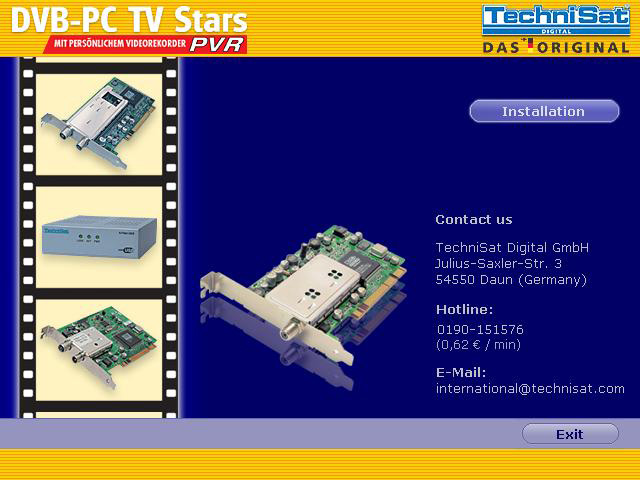 DVB-PC TV Stars
MIT PERSÖNLICHEM VIDEOREKORDER PVR
TechniSat
DIGITAL
DAS ORIGINAL
Installation
TechniSat
Contact us
TechniSat Digital GmbH
Julius-Saxler-Str. 3
54550 Daun (Germany)
Hotline:
0190-151576
(0,62 € / min)
E-Mail:
international@technisat.com
Exit